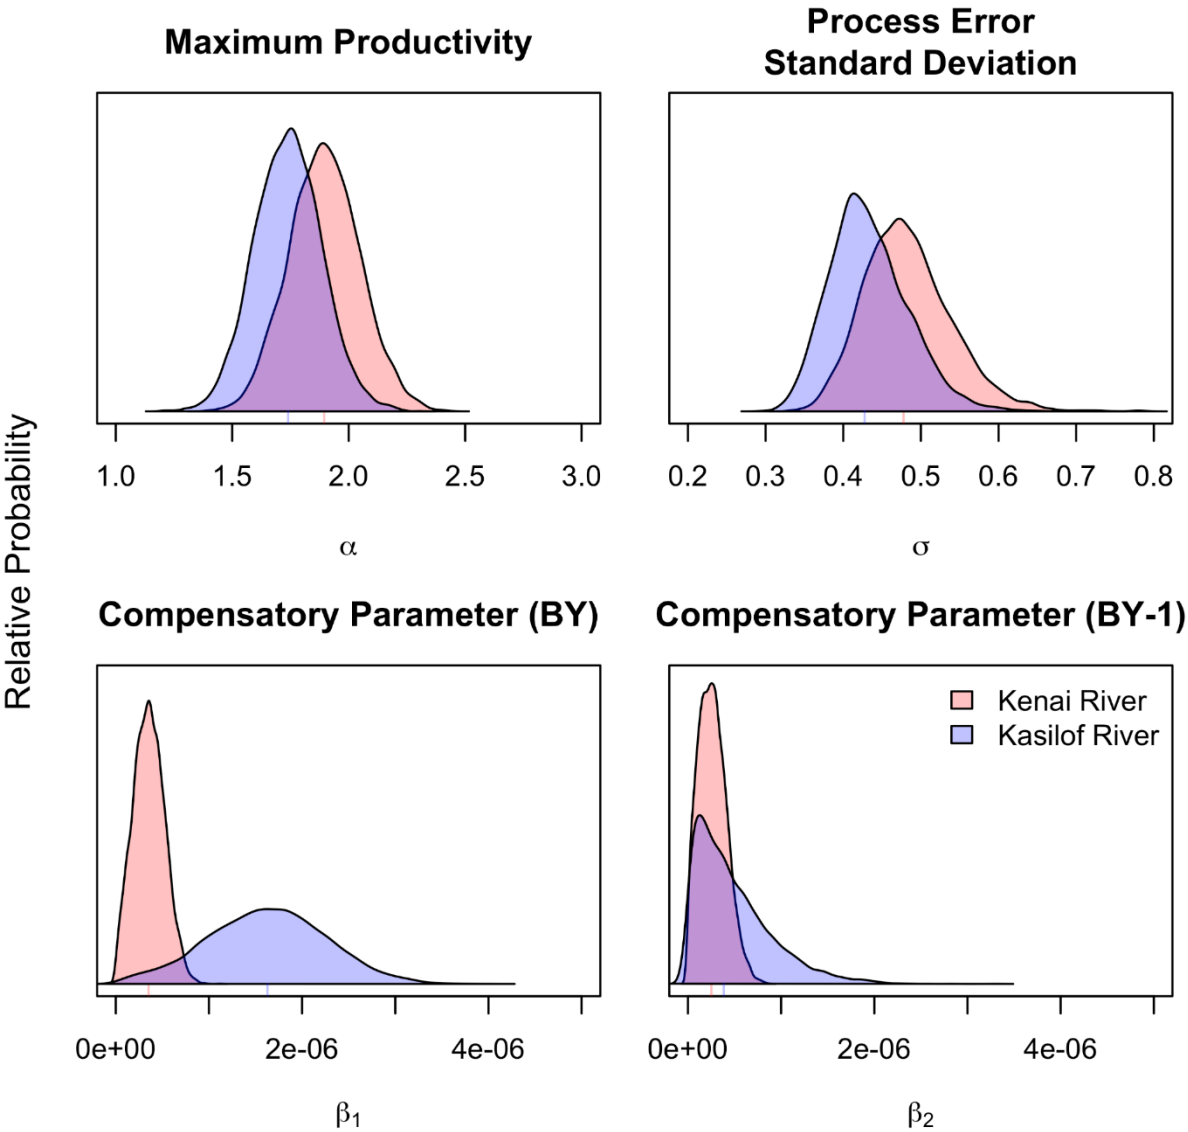 Maximum Productivity
Process Error
Standard Deviation
Relative Probability
1.0 1.5 2.0 2.5 3.0
0.2 0.3 0.4 0.5 0.6 0.7 0.8
α
σ
Compensatory Parameter (BY)
Compensatory Parameter (BY-1)
Kenai River
Kasilof River
0e+00 2e-06 4e-06
0e+00 2e-06 4e-06
β1
β2